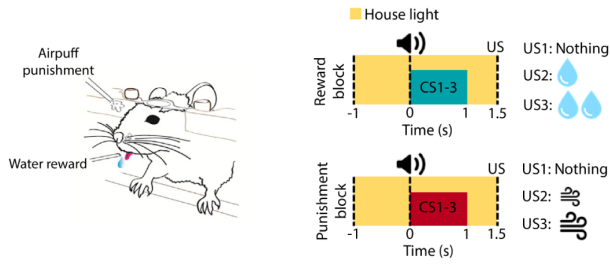 Airpuff
punishment
Water reward
House light
US
Reward
block
CS1-3
-1 0 1 1.5
Time (s)
US1: Nothing
US2:
US3:
US
Punishment
block
CS1-3
-1 0 1 1.5
Time (s)
US1: Nothing
US2:
US3: